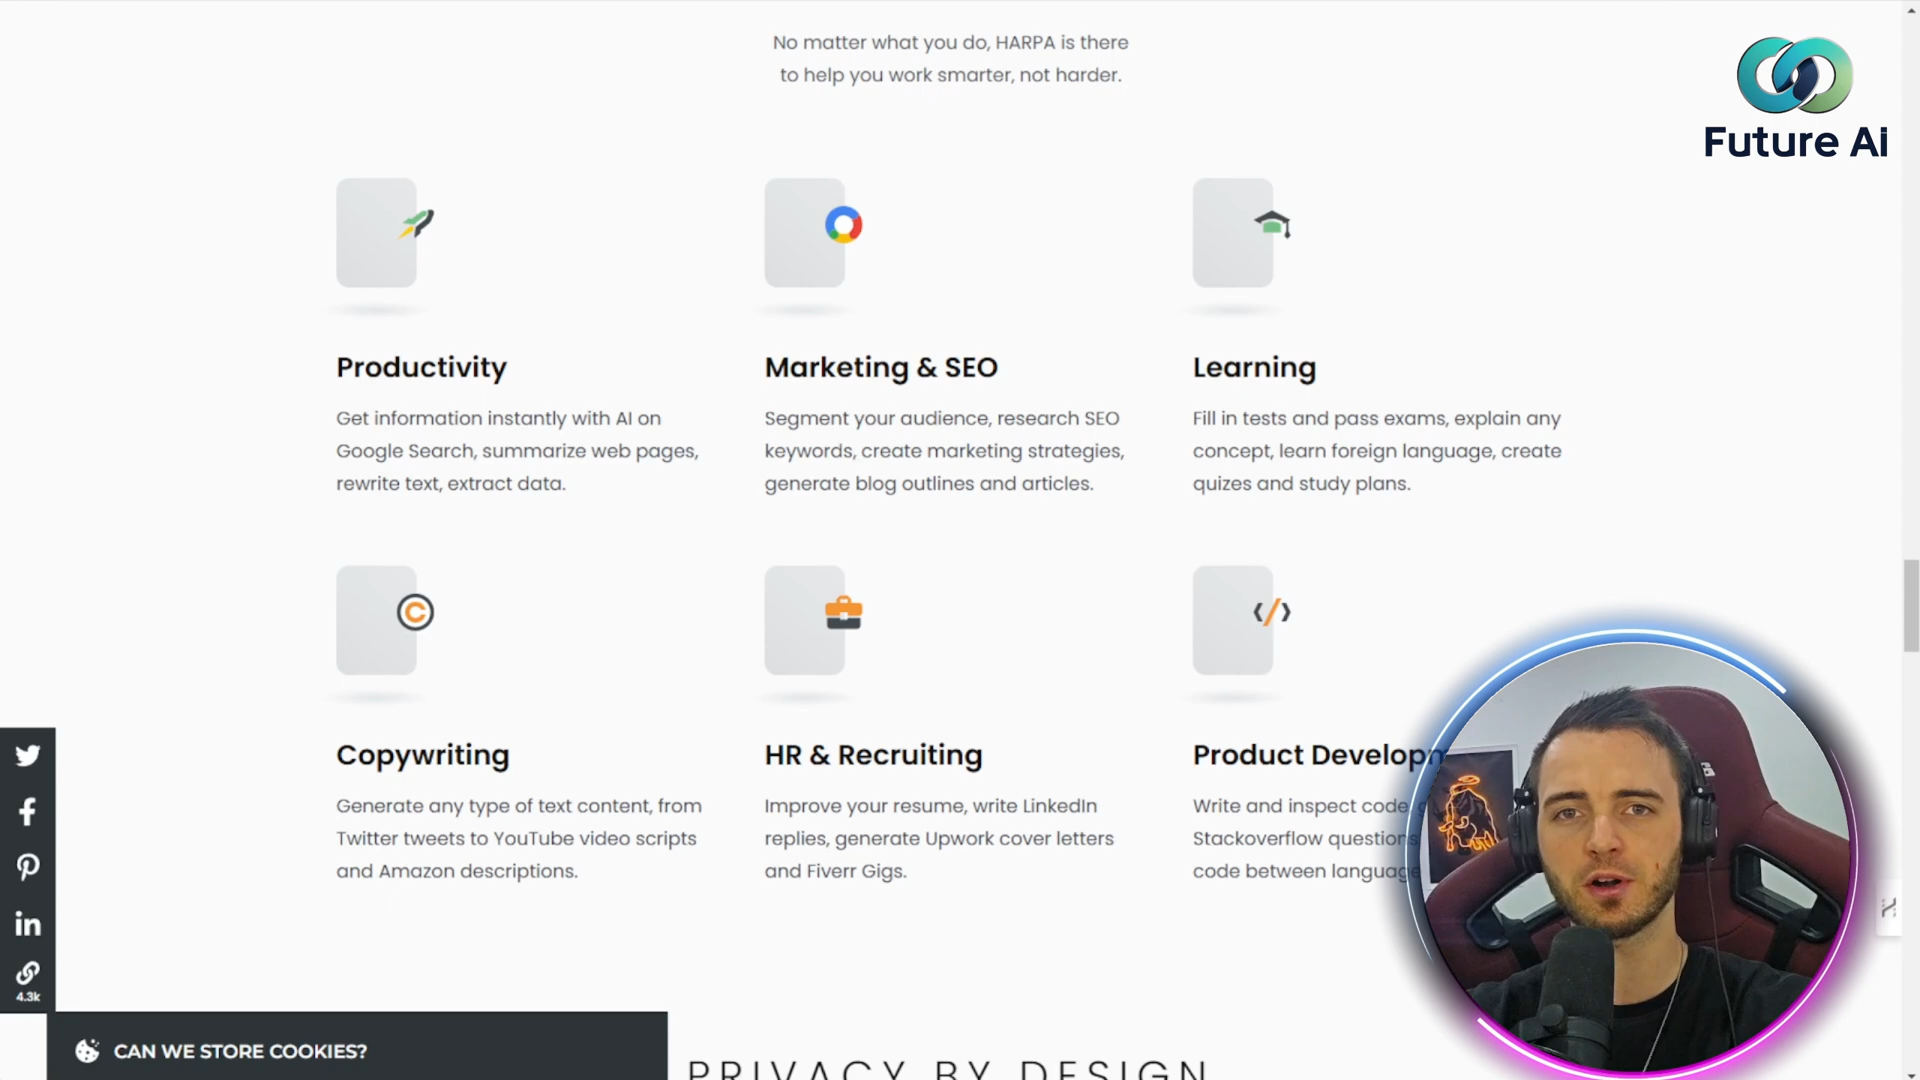 No matter what you do, HARPA is there
to help you work smarter, not harder.
Future Ai
Productivity
Get information instantly with AI on
Google Search, summarize web pages,
rewrite text, extract data.
Marketing & SEO
Segment your audience, research SEO
keywords, create marketing strategies,
generate blog outlines and articles.
Learning
Fill in tests and pass exams, explain any
concept, learn foreign language, create
quizes and study plans.
Copywriting
Generate any type of text content, from
Twitter tweets to YouTube video scripts
and Amazon descriptions.
HR & Recruiting
Improve your resume, write LinkedIn
replies, generate Upwork cover letters
and Fiverr Gigs.
Product
Write and inspect code
Stackoverflow
code between
4.3k
CAN WE STORE COOKIES?
PRIVACY BY DESIGN